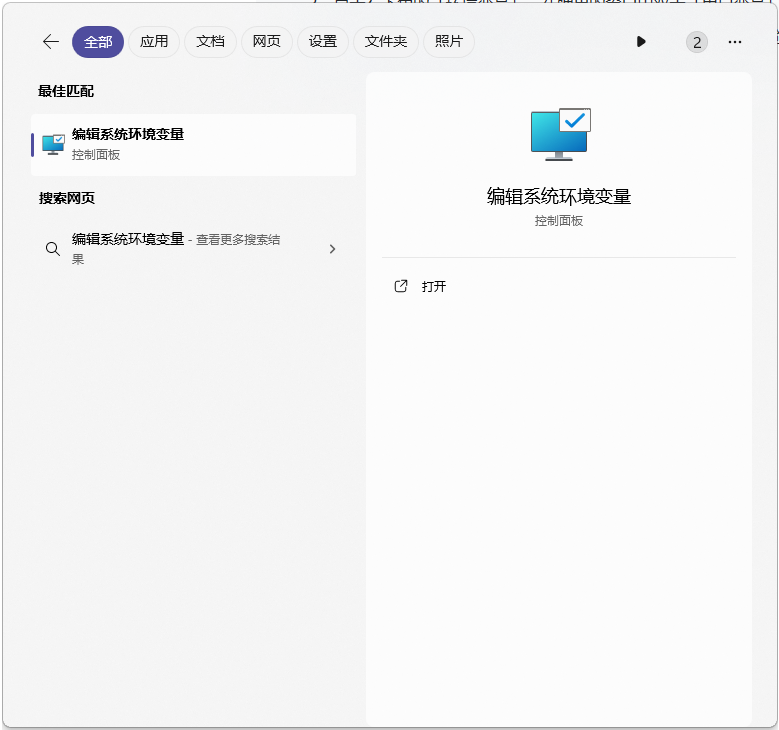 全部 应用 文档 网页 设置 文件夹 照片 2
最佳匹配
编辑系统环境变量
控制面板
搜索网页
编辑系统环境变量 - 查看更多搜索结
果
编辑系统环境变量
控制面板
打开